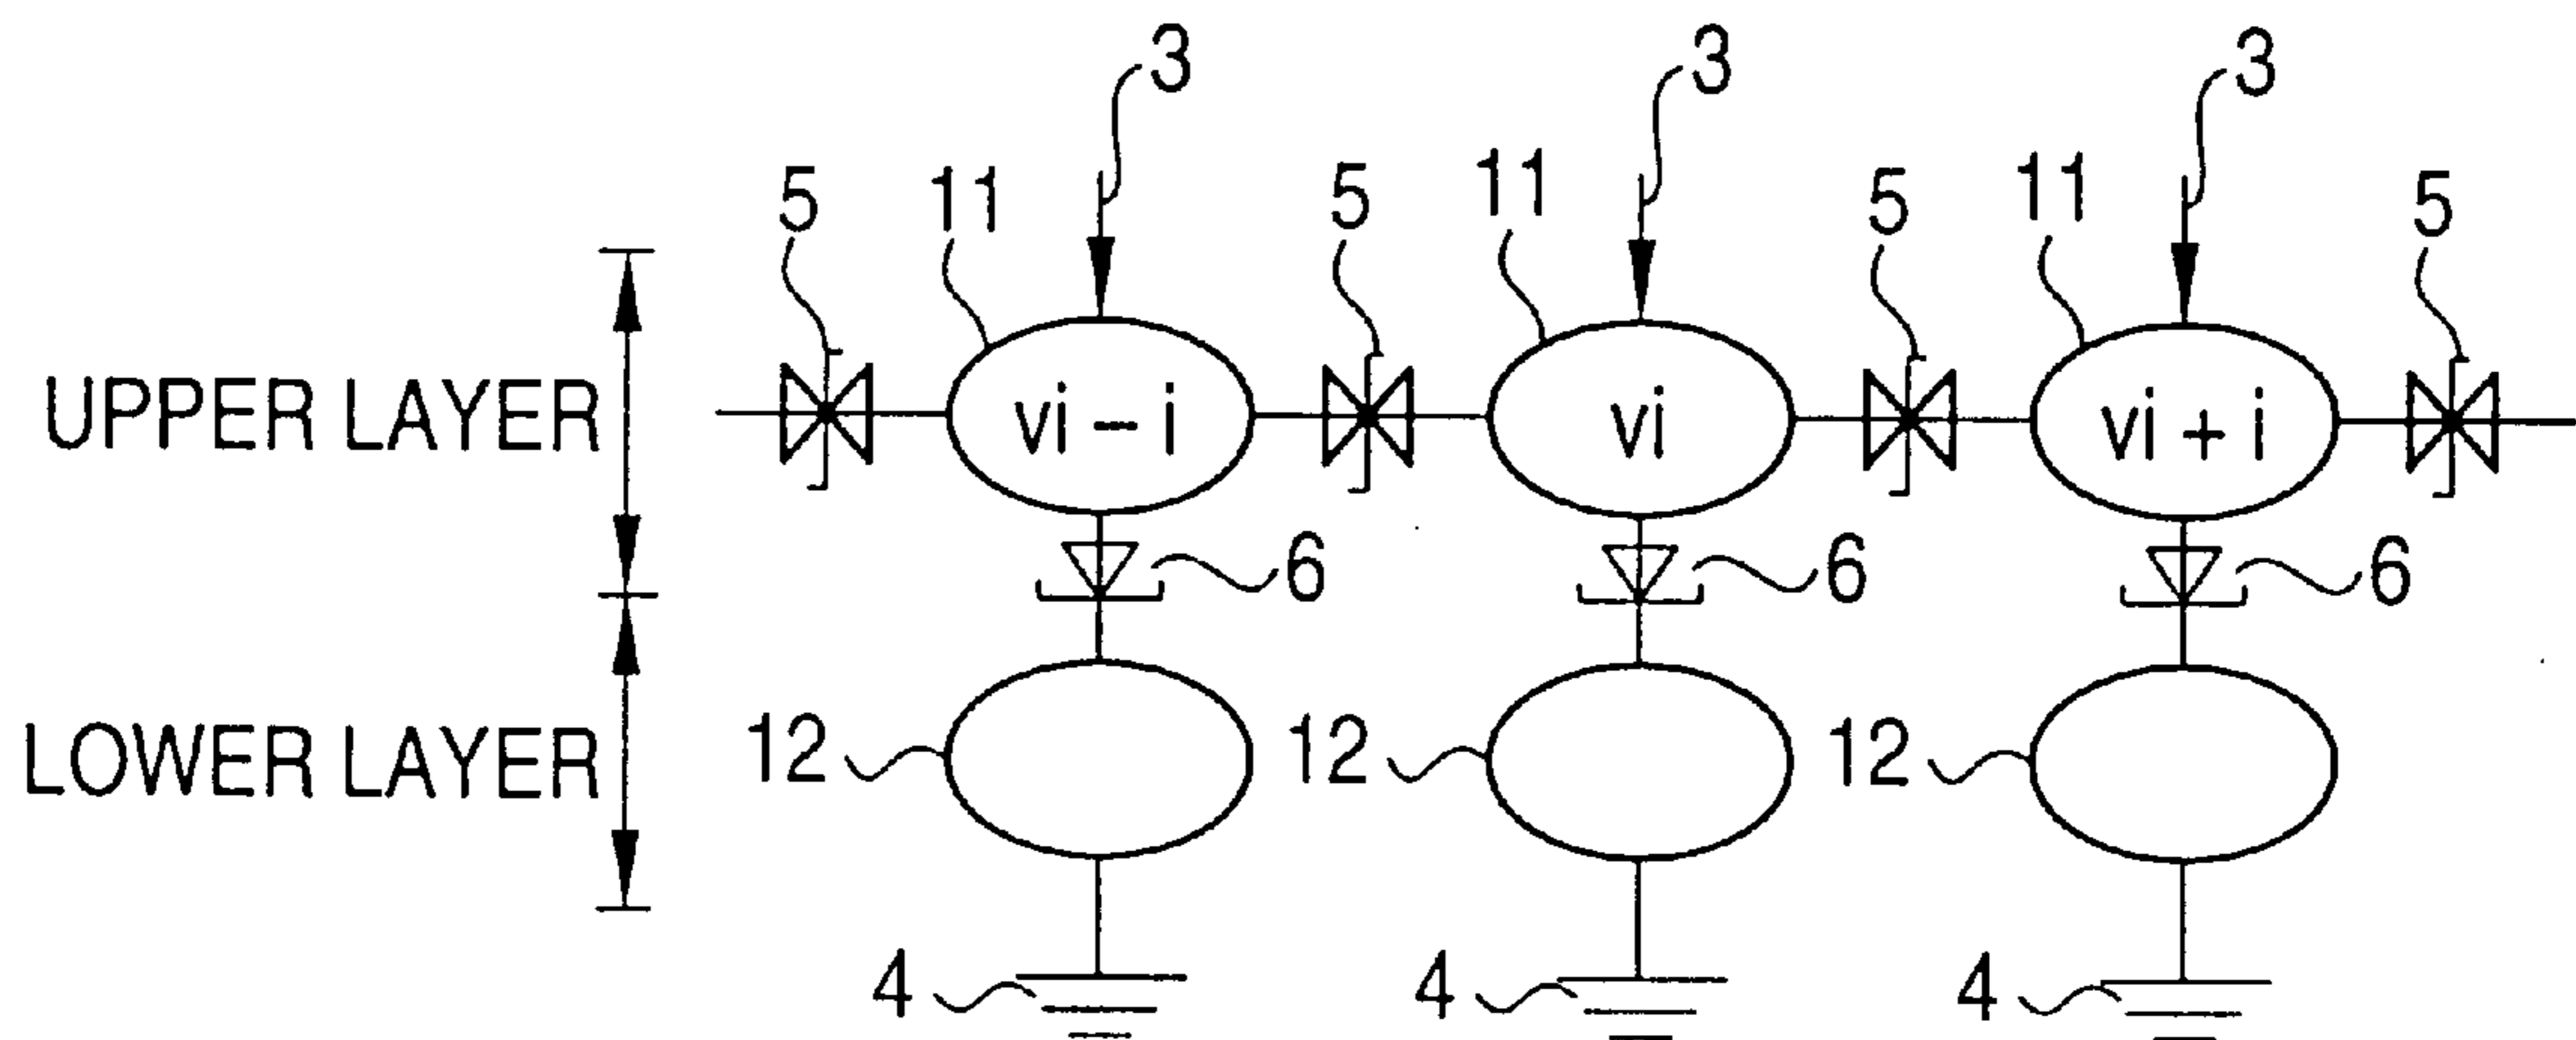 3 3 3
5 11 5 11 5 11 5
UPPER LAYER vi – i vi vi + i
6 6 6
LOWER LAYER 12 12 12
4 4 4